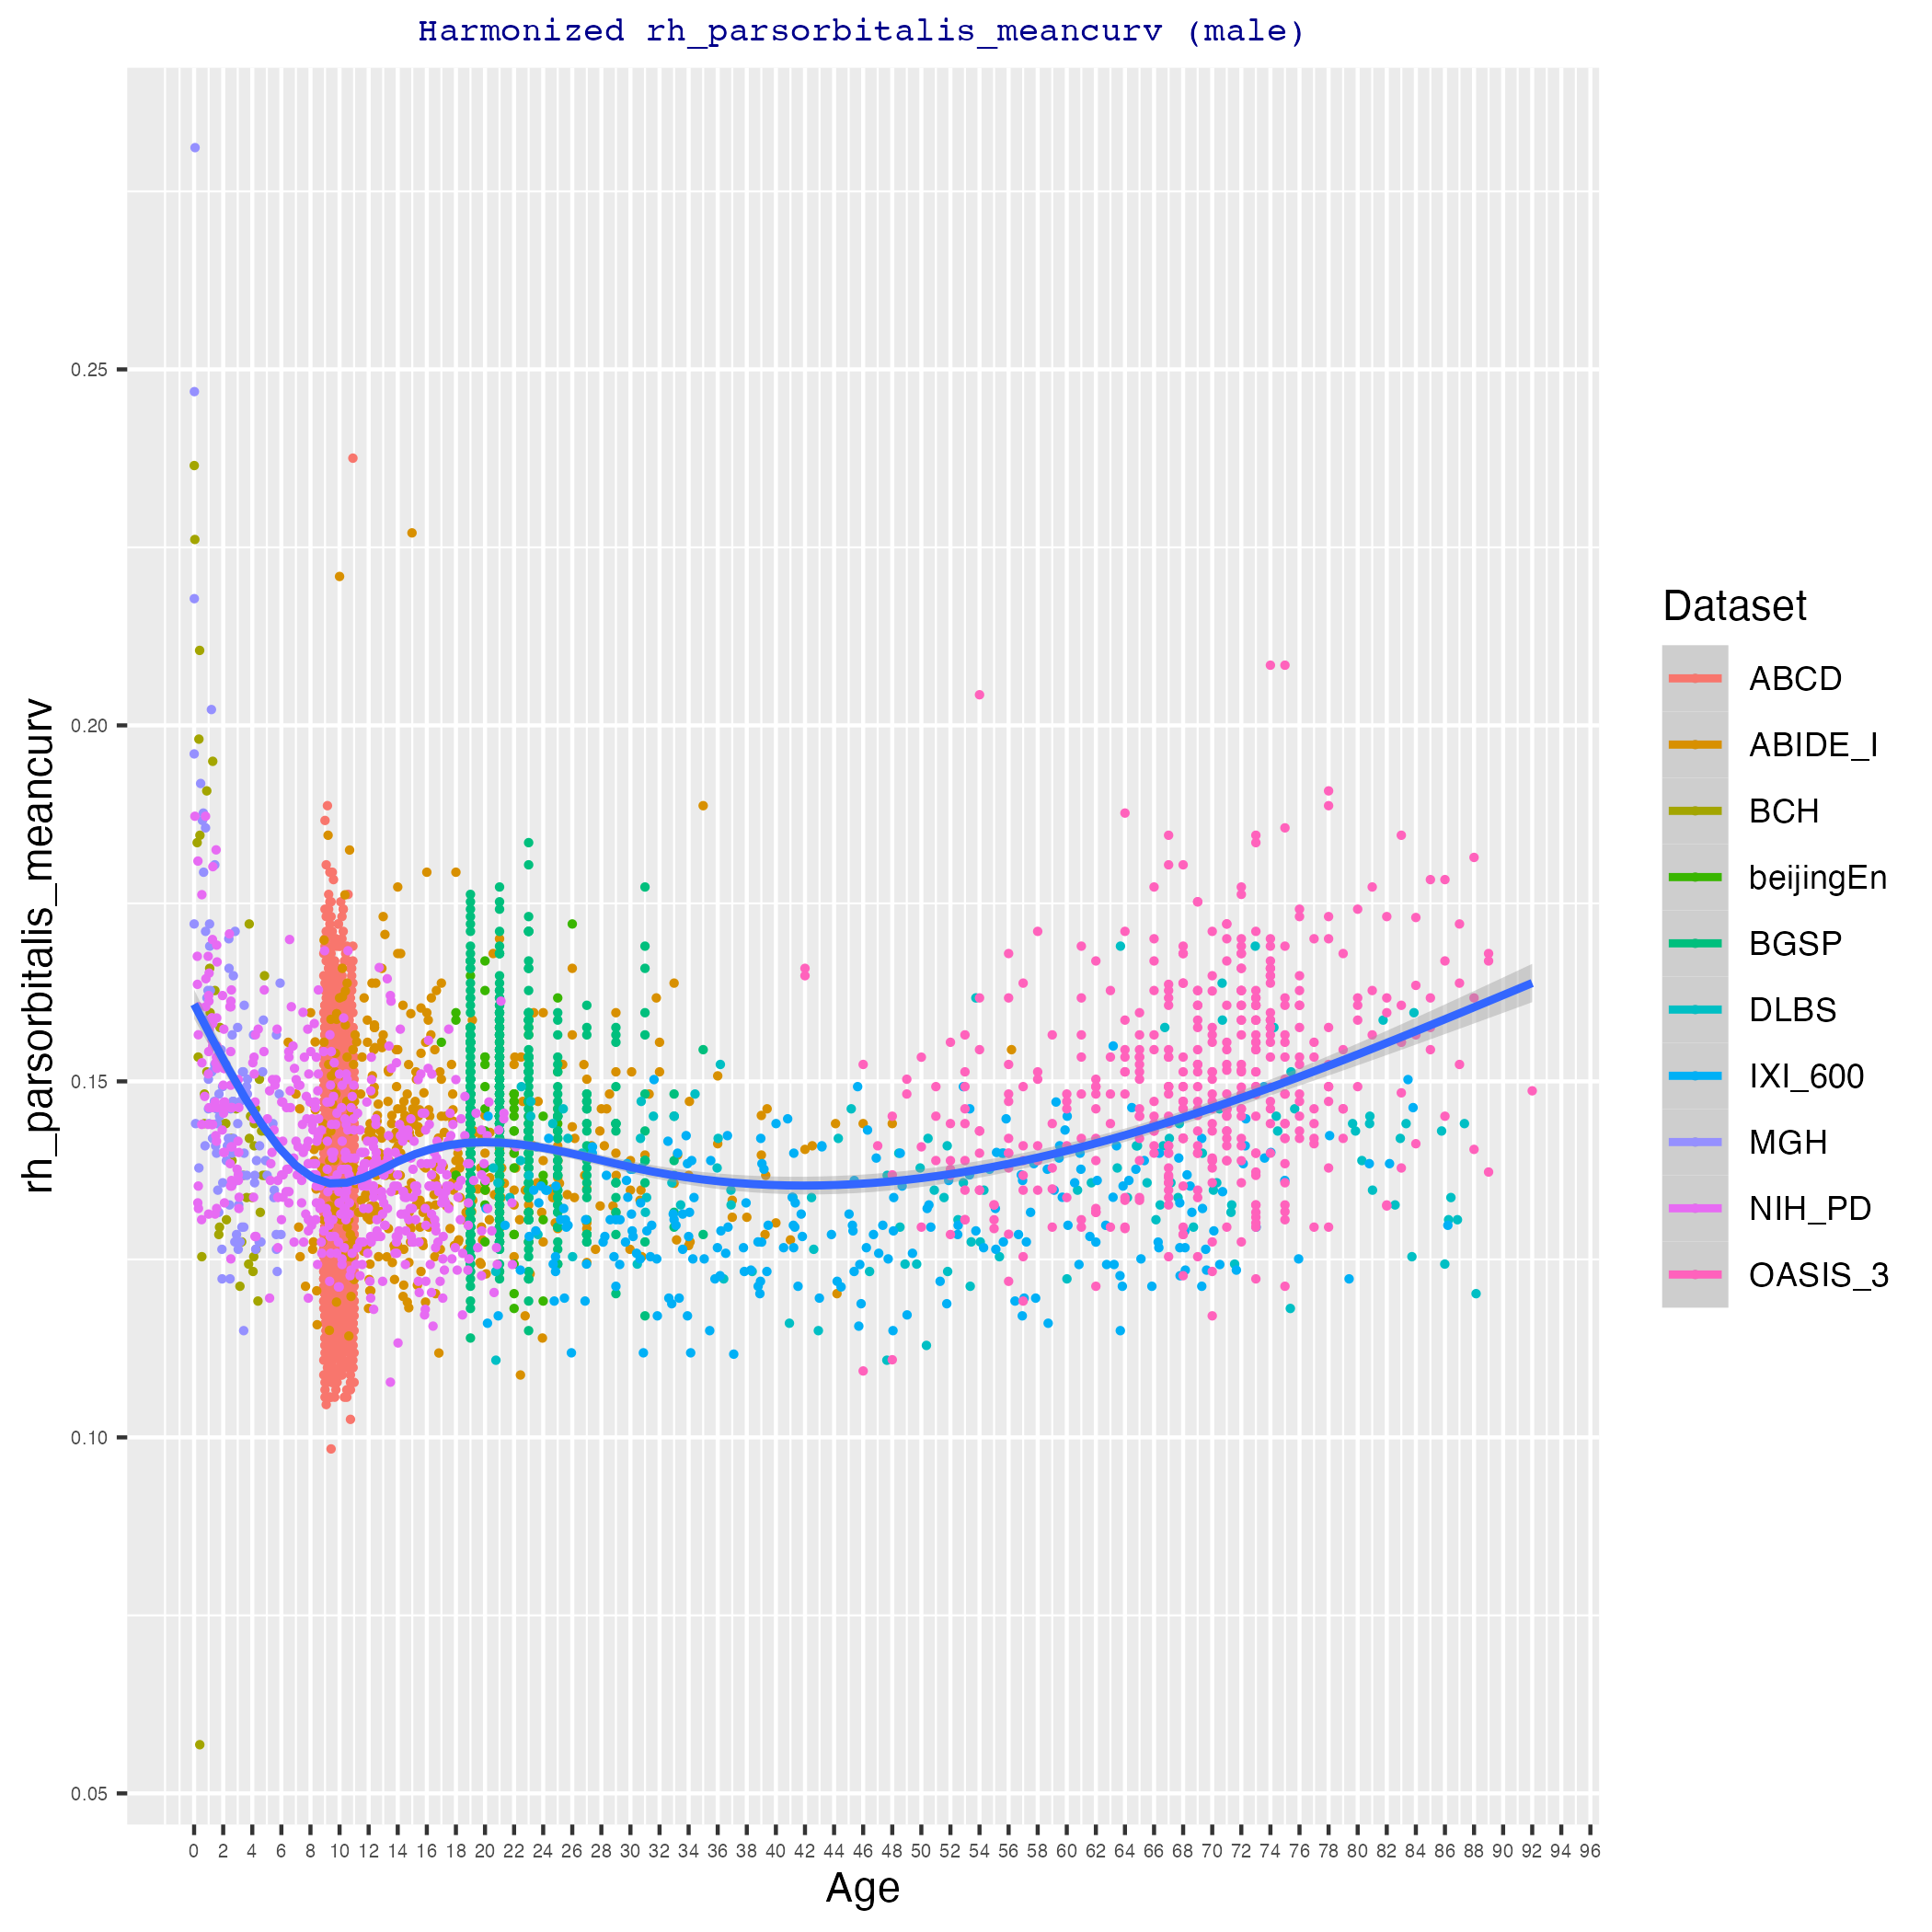 Harmonized rh_parsorbitalis_meancurv (male)
rh_parsorbitalis_meancurv
0.25
0.20
0.15
0.10
0.05
0 2 4 6 8 10 12 14 16 18 20 22 24 26 28 30 32 34 36 38 40 42 44 46 48 50 52 54 56 58 60 62 64 66 68 70 72 74 76 78 80 82 84 86 88 90 92 94 96
Age
Dataset
ABCD
ABIDE_I
BCH
beijingEn
BGSP
DLBS
IXI_600
MGH
NIH_PD
OASIS_3